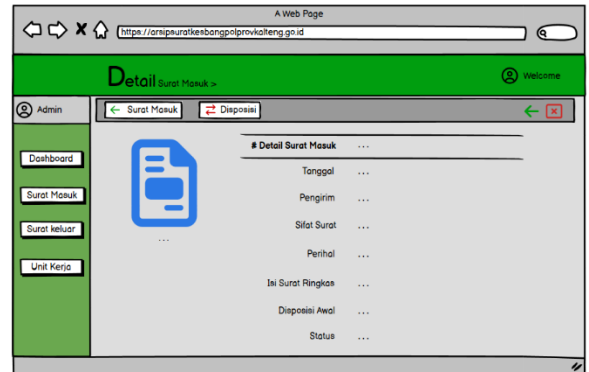 A Web Page
https://arsipsuratkesbangpolprovkalteng.go.id
Detail Surat Masuk >
Welcome
Admin
Surat Masuk
Disposisi
Dashboard
Surat Masuk
Surat keluar
Unit Kerja
...
# Detail Surat Masuk ...
Tanggal ...
Pengirim ...
Sifat Surat ...
Perihal ...
Isi Surat Ringkas ...
Disposisi Awal ...
Status ...